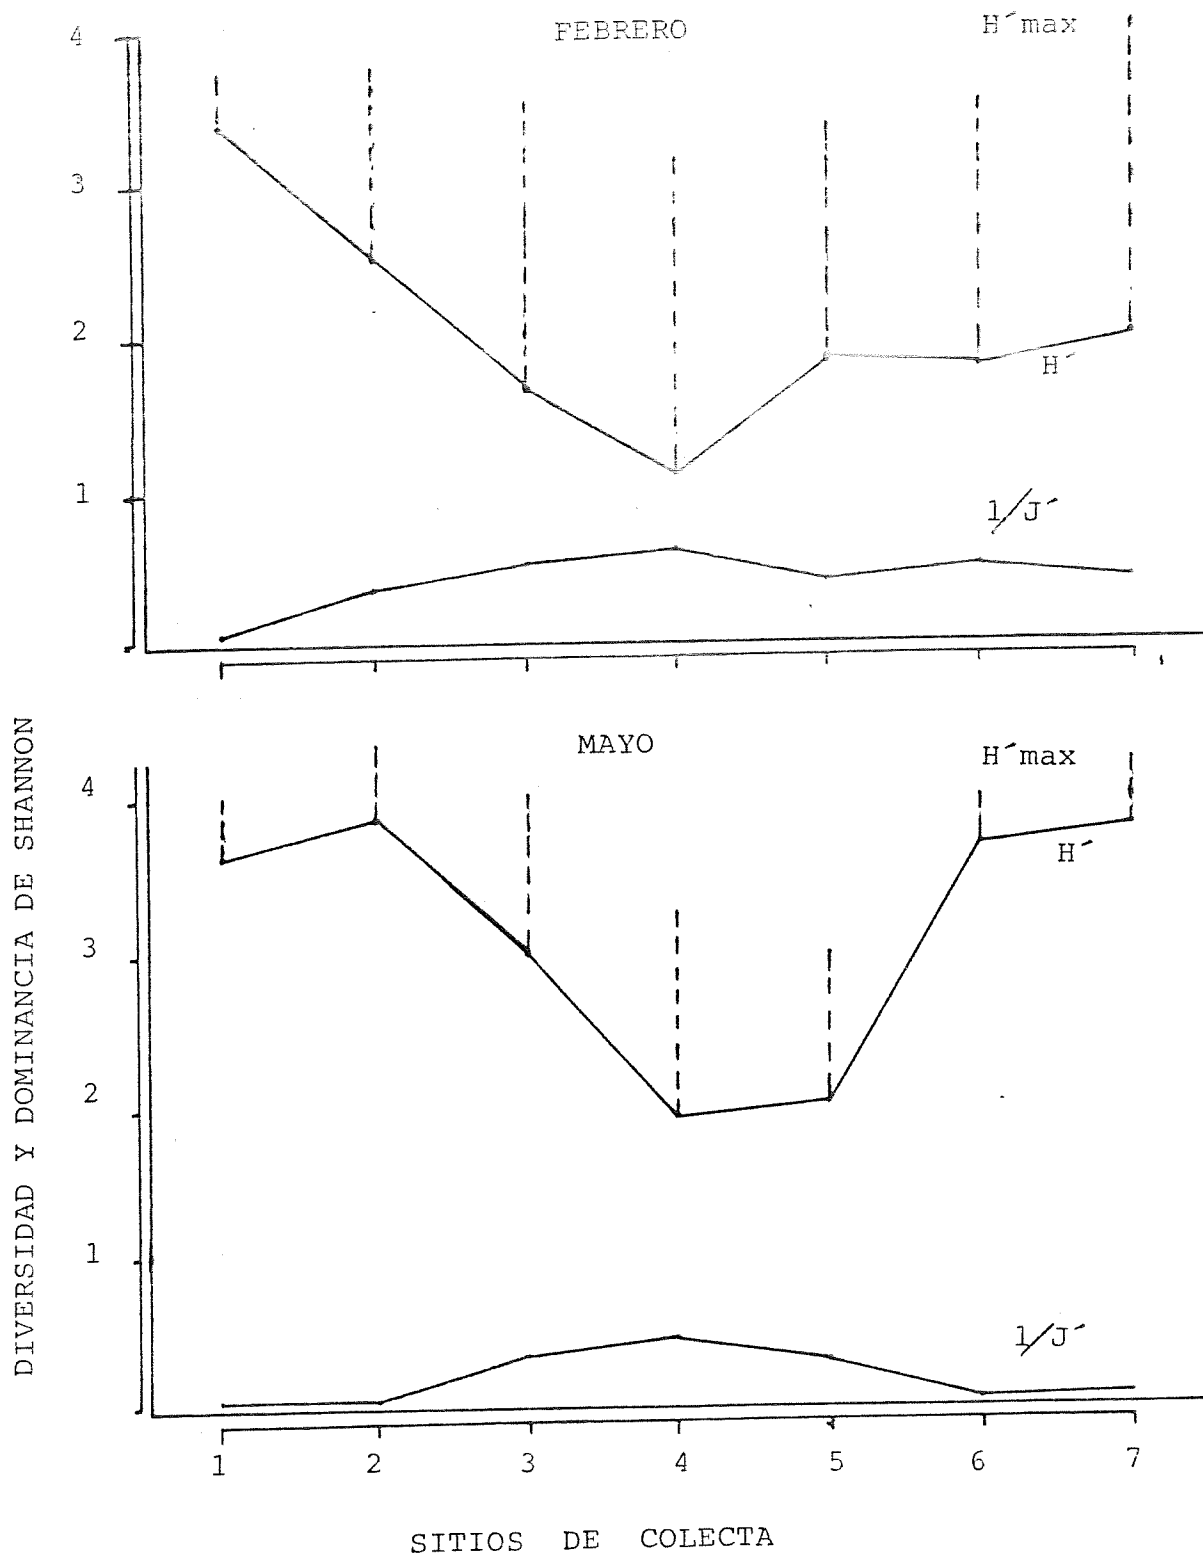 FEBRERO
H´max
4
3
2
1
H´
1/J´
DIVERSIDAD Y DOMINANCIA DE SHANNON
MAYO
H´max
4
3
2
1
H´
1/J´
1 2 3 4 5 6 7
SITIOS DE COLECTA